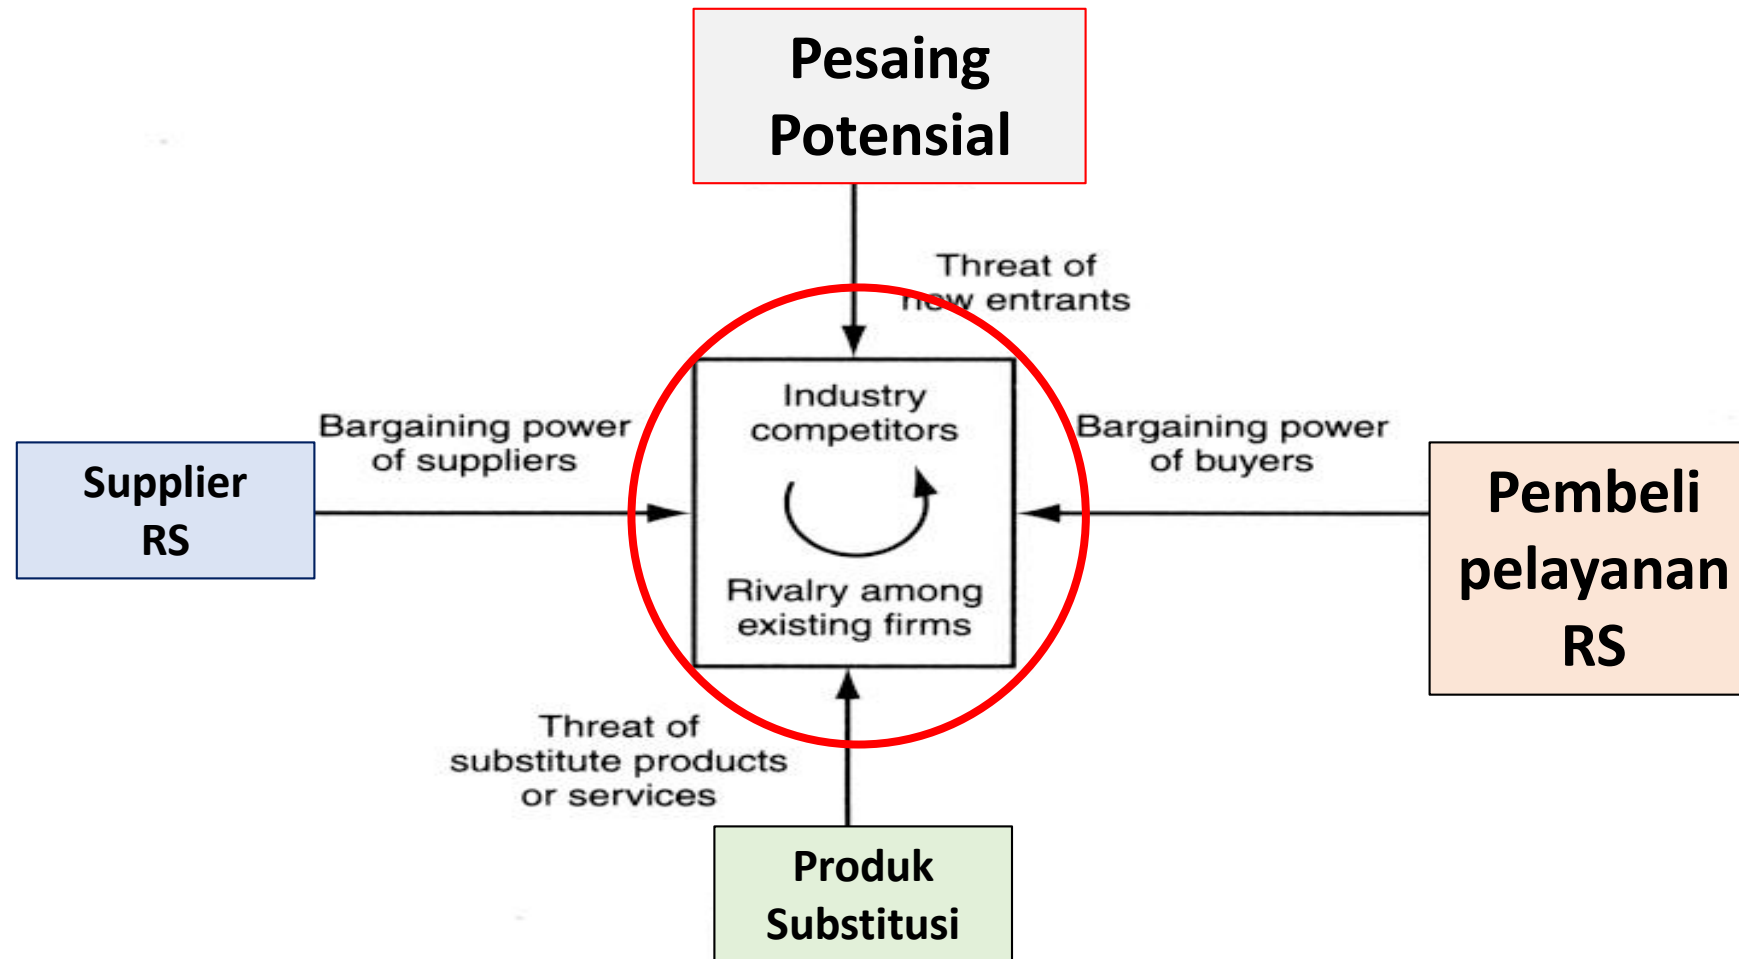 Pesaing
Potensial
Threat of
new entrants
Industry
competitors
Bargaining power
of suppliers
Bargaining power
of buyers
Supplier
RS
Pembeli
pelayanan
RS
Rivalry among
existing firms
Threat of
substitute products
or services
Produk
Substitusi